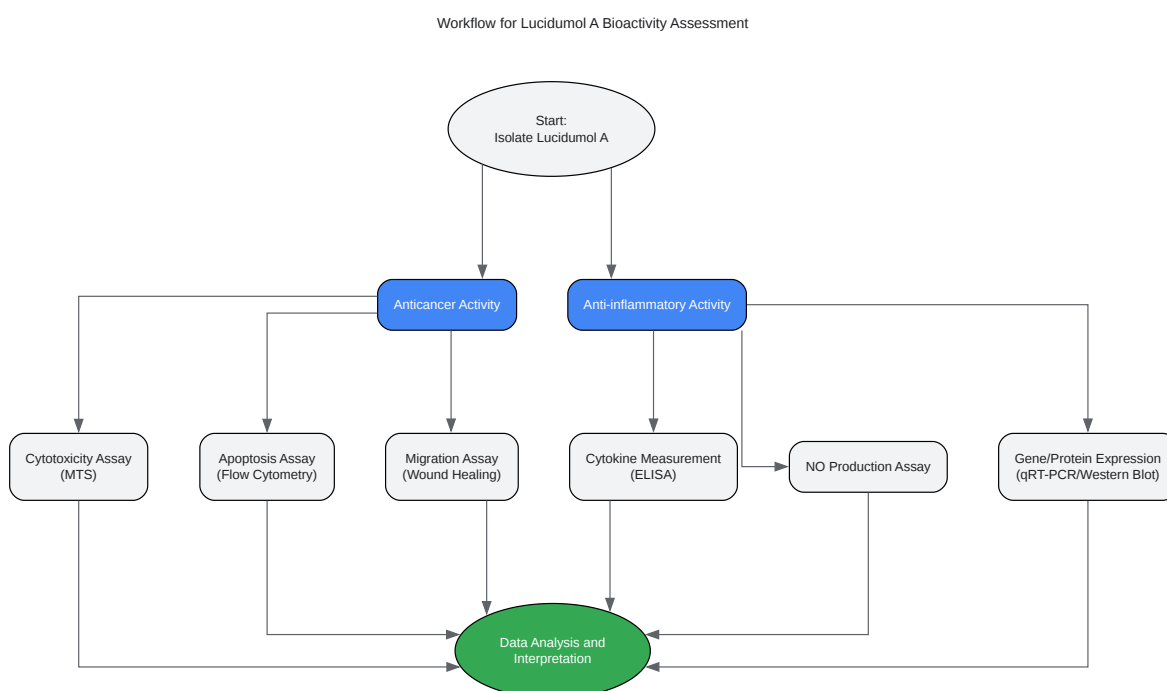 Workflow for Lucidumol A Bioactivity Assessment
Start:
Isolate Lucidumol A
Anticancer Activity
Anti-inflammatory Activity
Cytotoxicity Assay
(MTS)
Apoptosis Assay
(Flow Cytometry)
Migration Assay
(Wound Healing)
Cytokine Measurement
(ELISA)
NO Production Assay
Gene/Protein Expression
(qRT-PCR/Western Blot)
Data Analysis and
Interpretation